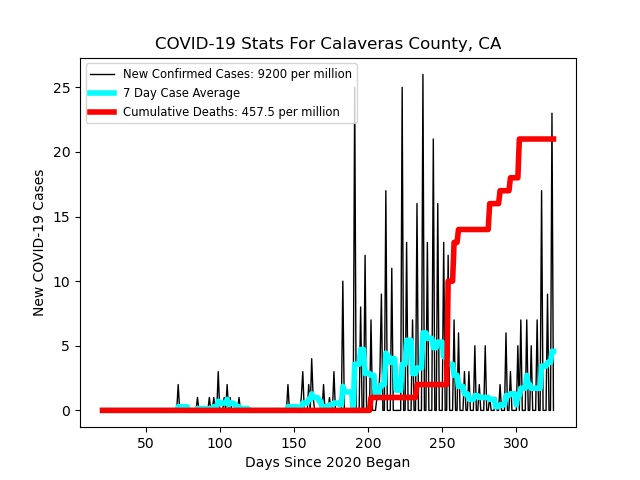 COVID-19 Stats For Calaveras County, CA
New Confirmed Cases: 9200 per million
7 Day Case Average
Cumulative Deaths: 457.5 per million
New COVID-19 Cases
25
20
15
10
5
0
50 100 150 200 250 300
Days Since 2020 Began